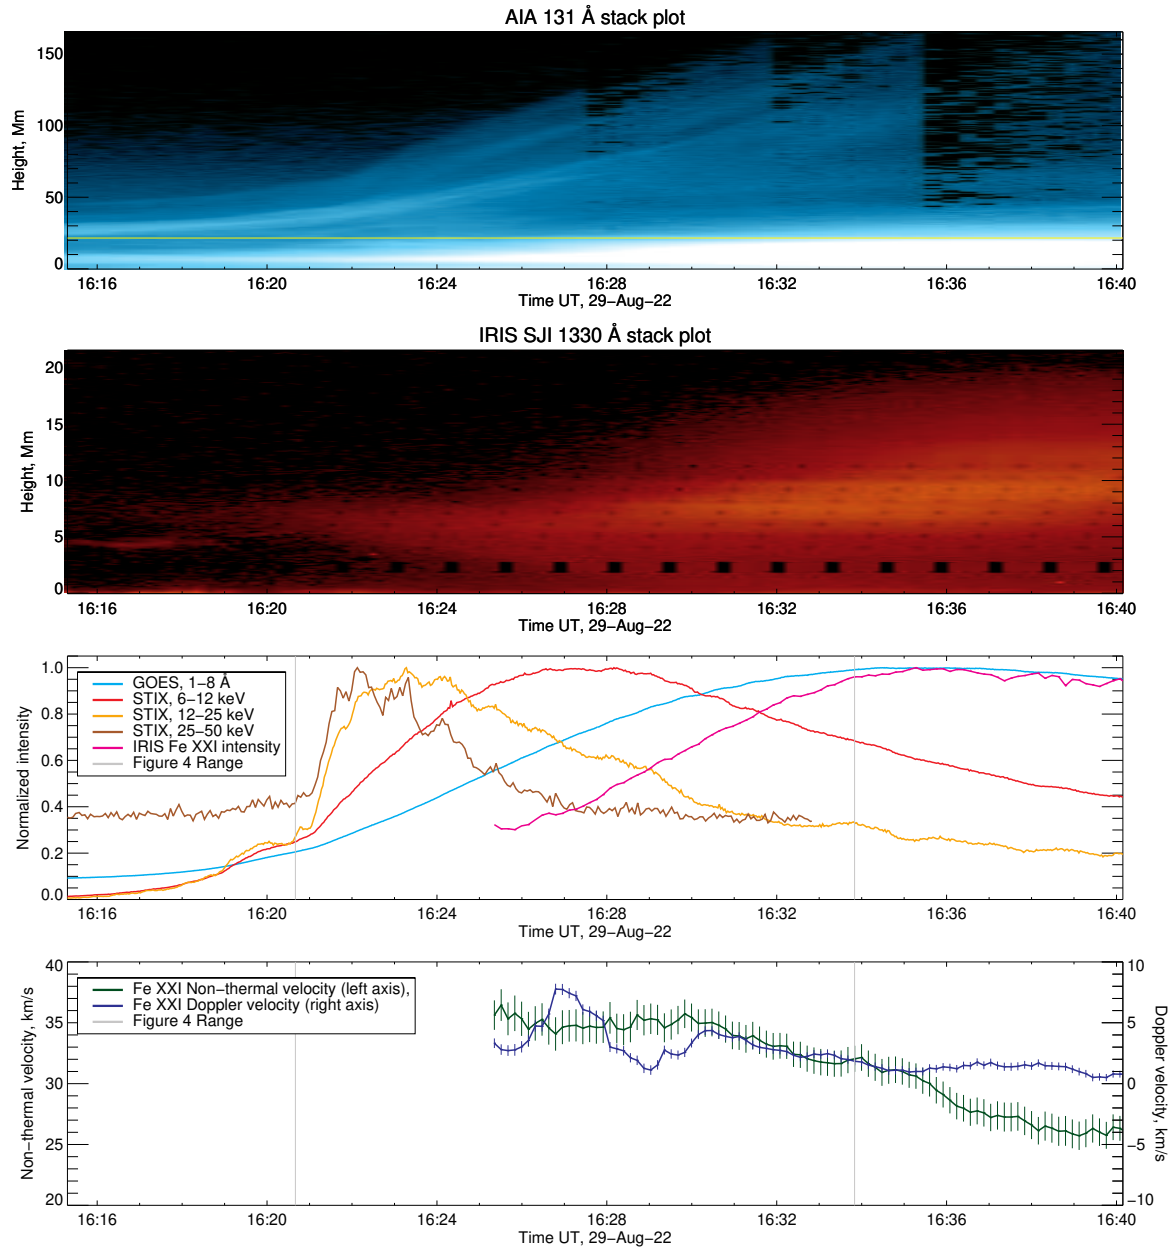 AIA 131 Å stack plot
150
100
50
0
Height, Mm
16:16 16:20 16:24 16:28 16:32 16:36 16:40
Time UT, 29-Aug-22
IRIS SJI 1330 Å stack plot
20
15
10
5
0
Height, Mm
16:16 16:20 16:24 16:28 16:32 16:36 16:40
Time UT, 29-Aug-22
1.0
0.8
0.6
0.4
0.2
0.0
Normalized intensity
GOES, 1-8 Å
STIX, 6-12 keV
STIX, 12-25 keV
STIX, 25-50 keV
IRIS Fe XXI intensity
Figure 4 Range
16:16 16:20 16:24 16:28 16:32 16:36 16:40
Time UT, 29-Aug-22
40
35
30
25
20
Non-thermal velocity, km/s
Fe XXI Non-thermal velocity (left axis),
Fe XXI Doppler velocity (right axis)
Figure 4 Range
10
5
0
-5
-10
Doppler velocity, km/s
16:16 16:20 16:24 16:28 16:32 16:36 16:40
Time UT, 29-Aug-22